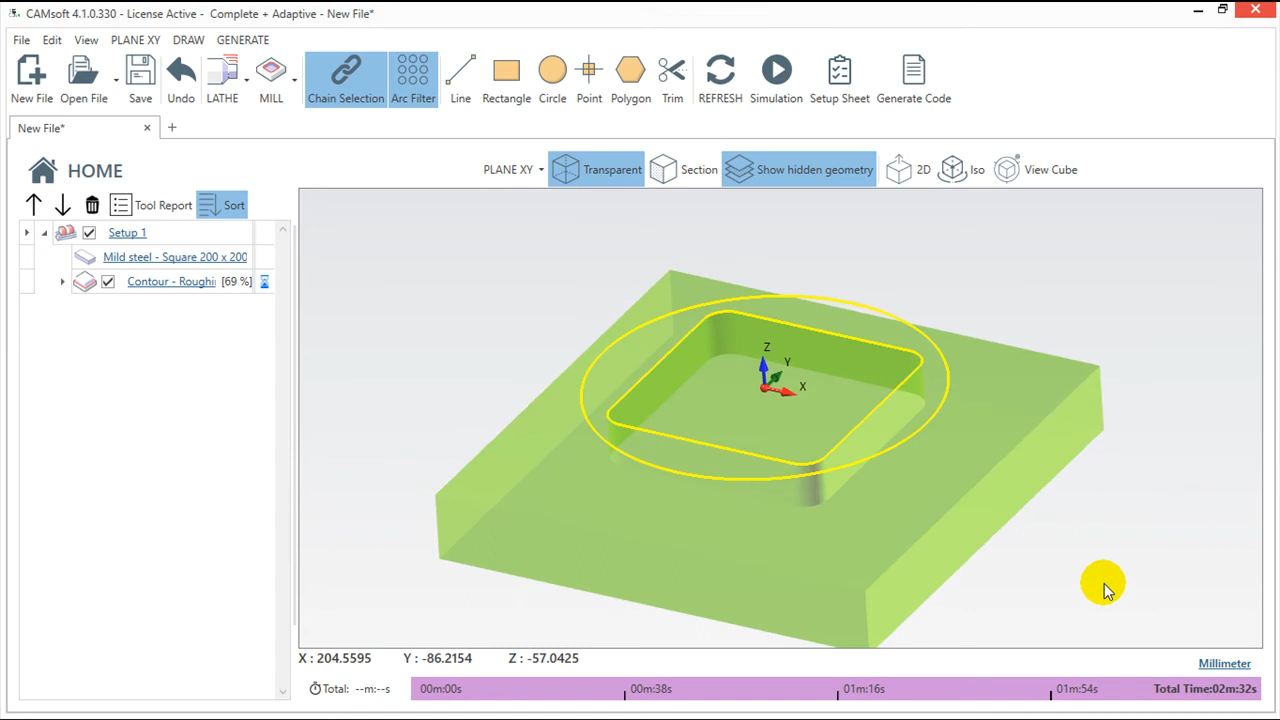 CAMsoft 4.1.0.330 - License Active - Complete + Adaptive - New File*
File Edit View PLANE XY DRAW GENERATE
New File Open File Save Undo LATHE MILL Chain Selection Arc Filter Line Rectangle Circle Point Polygon Trim REFRESH Simulation Setup Sheet Generate Code
New File*
HOME
PLANE XY Transparent Section Show hidden geometry 2D Iso View Cube
Tool Report Sort
Setup 1
Mild steel - Square 200 x 200
Contour - Roughi [69 %]
Z
Y
X
X : 204.5595 Y : -86.2154 Z : -57.0425
Millimeter
Total: --m:--s 00m:00s 00m:38s 01m:16s 01m:54s Total Time:02m:32s